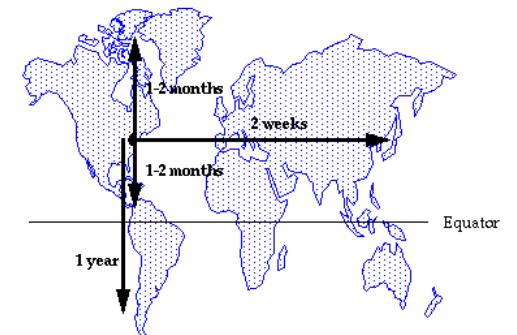 1-2 months
2 weeks
1-2 months
Equator
1 year